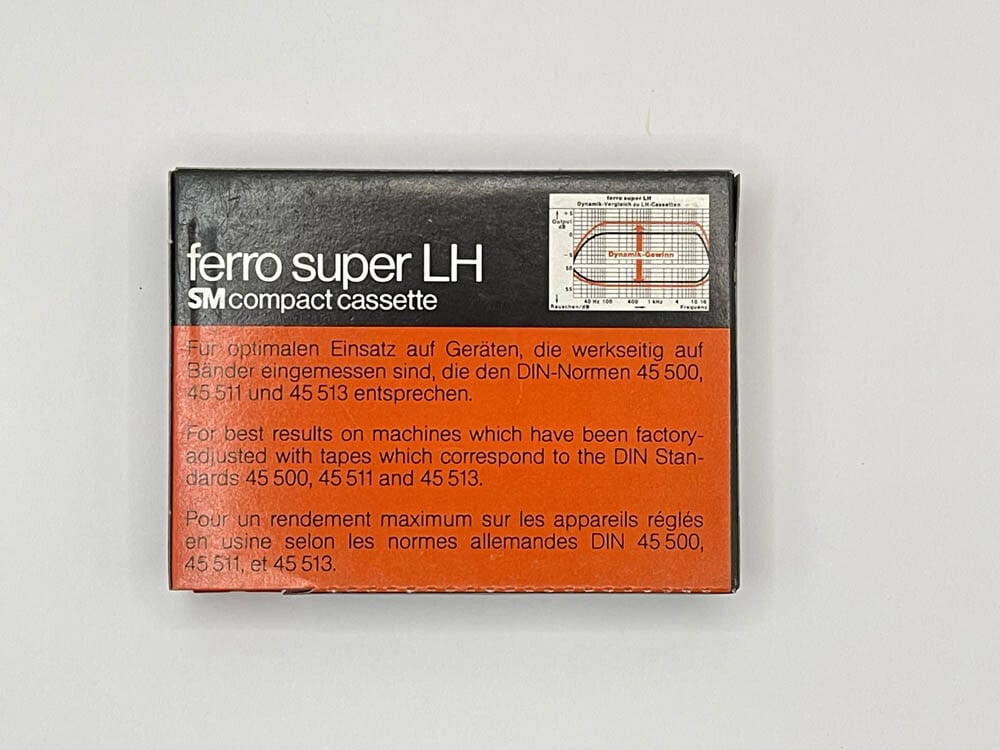 ferro super LH
SM compact cassette
ferro super LH
Dynamik-Vergleich zu LH-Cassetten
Output
dB
+5
0
-5
50
55
Dynamik-Gewinn
40 Hz 100 400 1 kHz 4 10 16
Rauschen/dB Frequenz
Für optimalen Einsatz auf Geräten, die werkseitig auf
Bänder eingemessen sind, die den DIN-Normen 45 500,
45 511 und 45 513 entsprechen.
For best results on machines which have been factory-
adjusted with tapes which correspond to the DIN Stan-
dards 45 500, 45 511 and 45 513.
Pour un rendement maximum sur les appareils réglés
en usine selon les normes allemandes DIN 45 500,
45 511, et 45 513.